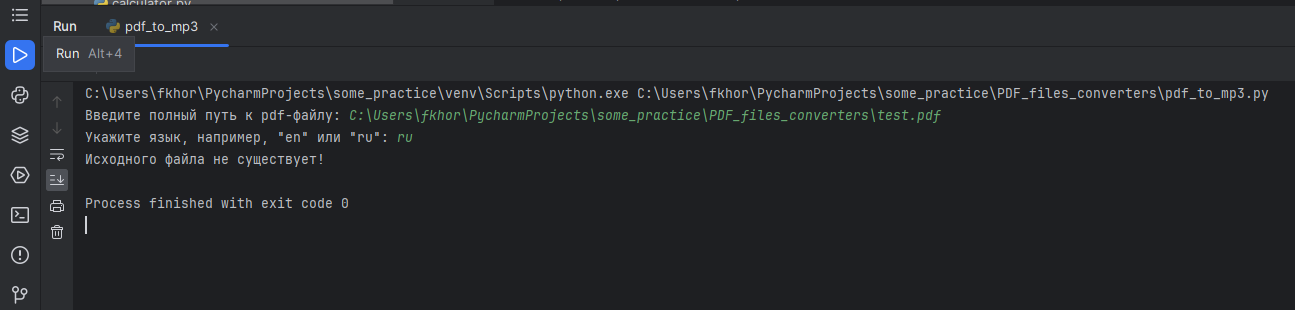 calculator.py
Run pdf_to_mp3
Run Alt+4
C:\Users\fkhor\PycharmProjects\some_practice\venv\Scripts\python.exe C:\Users\fkhor\PycharmProjects\some_practice\PDF_files_converters\pdf_to_mp3.py
Введите полный путь к pdf-файлу: C:\Users\fkhor\PycharmProjects\some_practice\PDF_files_converters\test.pdf
Укажите язык, например, "en" или "ru": ru
Исходного файла не существует!
Process finished with exit code 0